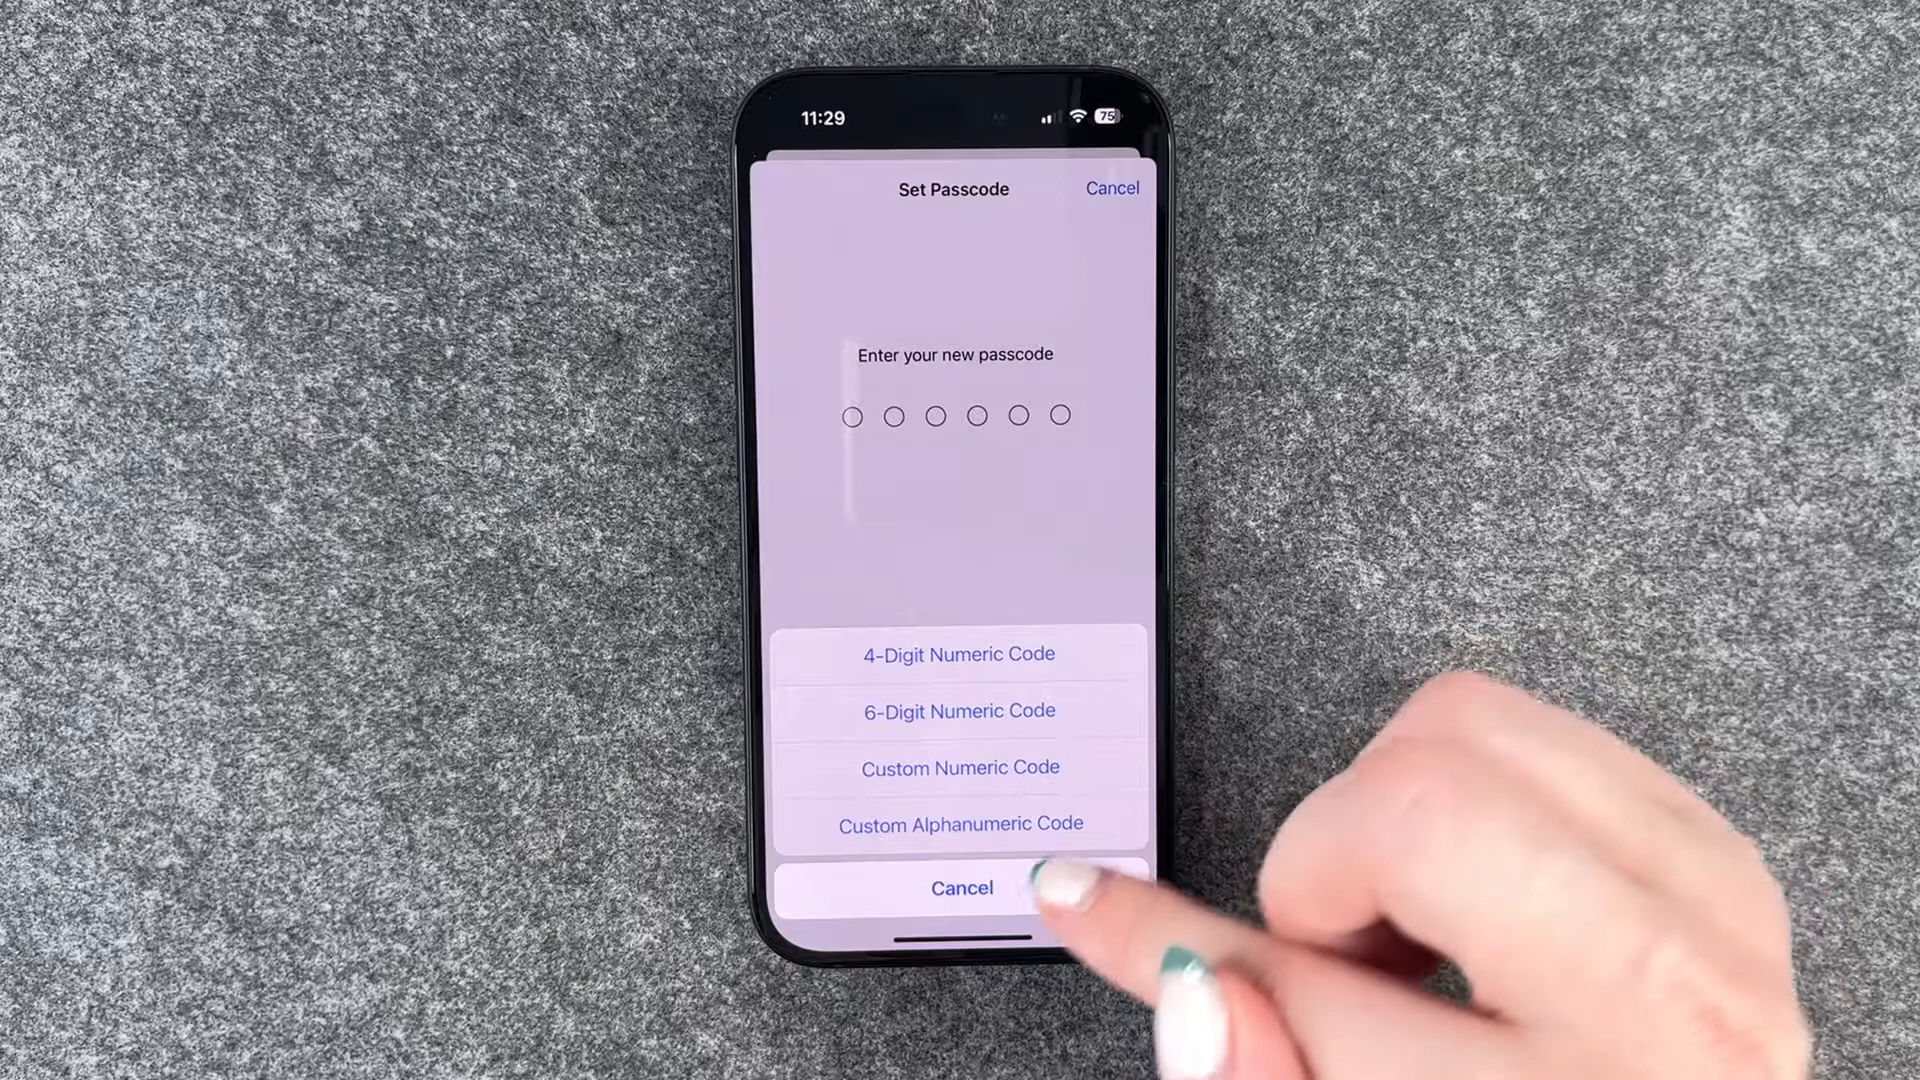 11:29
75
Set Passcode
Cancel
Enter your new passcode
4-Digit Numeric Code
6-Digit Numeric Code
Custom Numeric Code
Custom Alphanumeric Code
Cancel